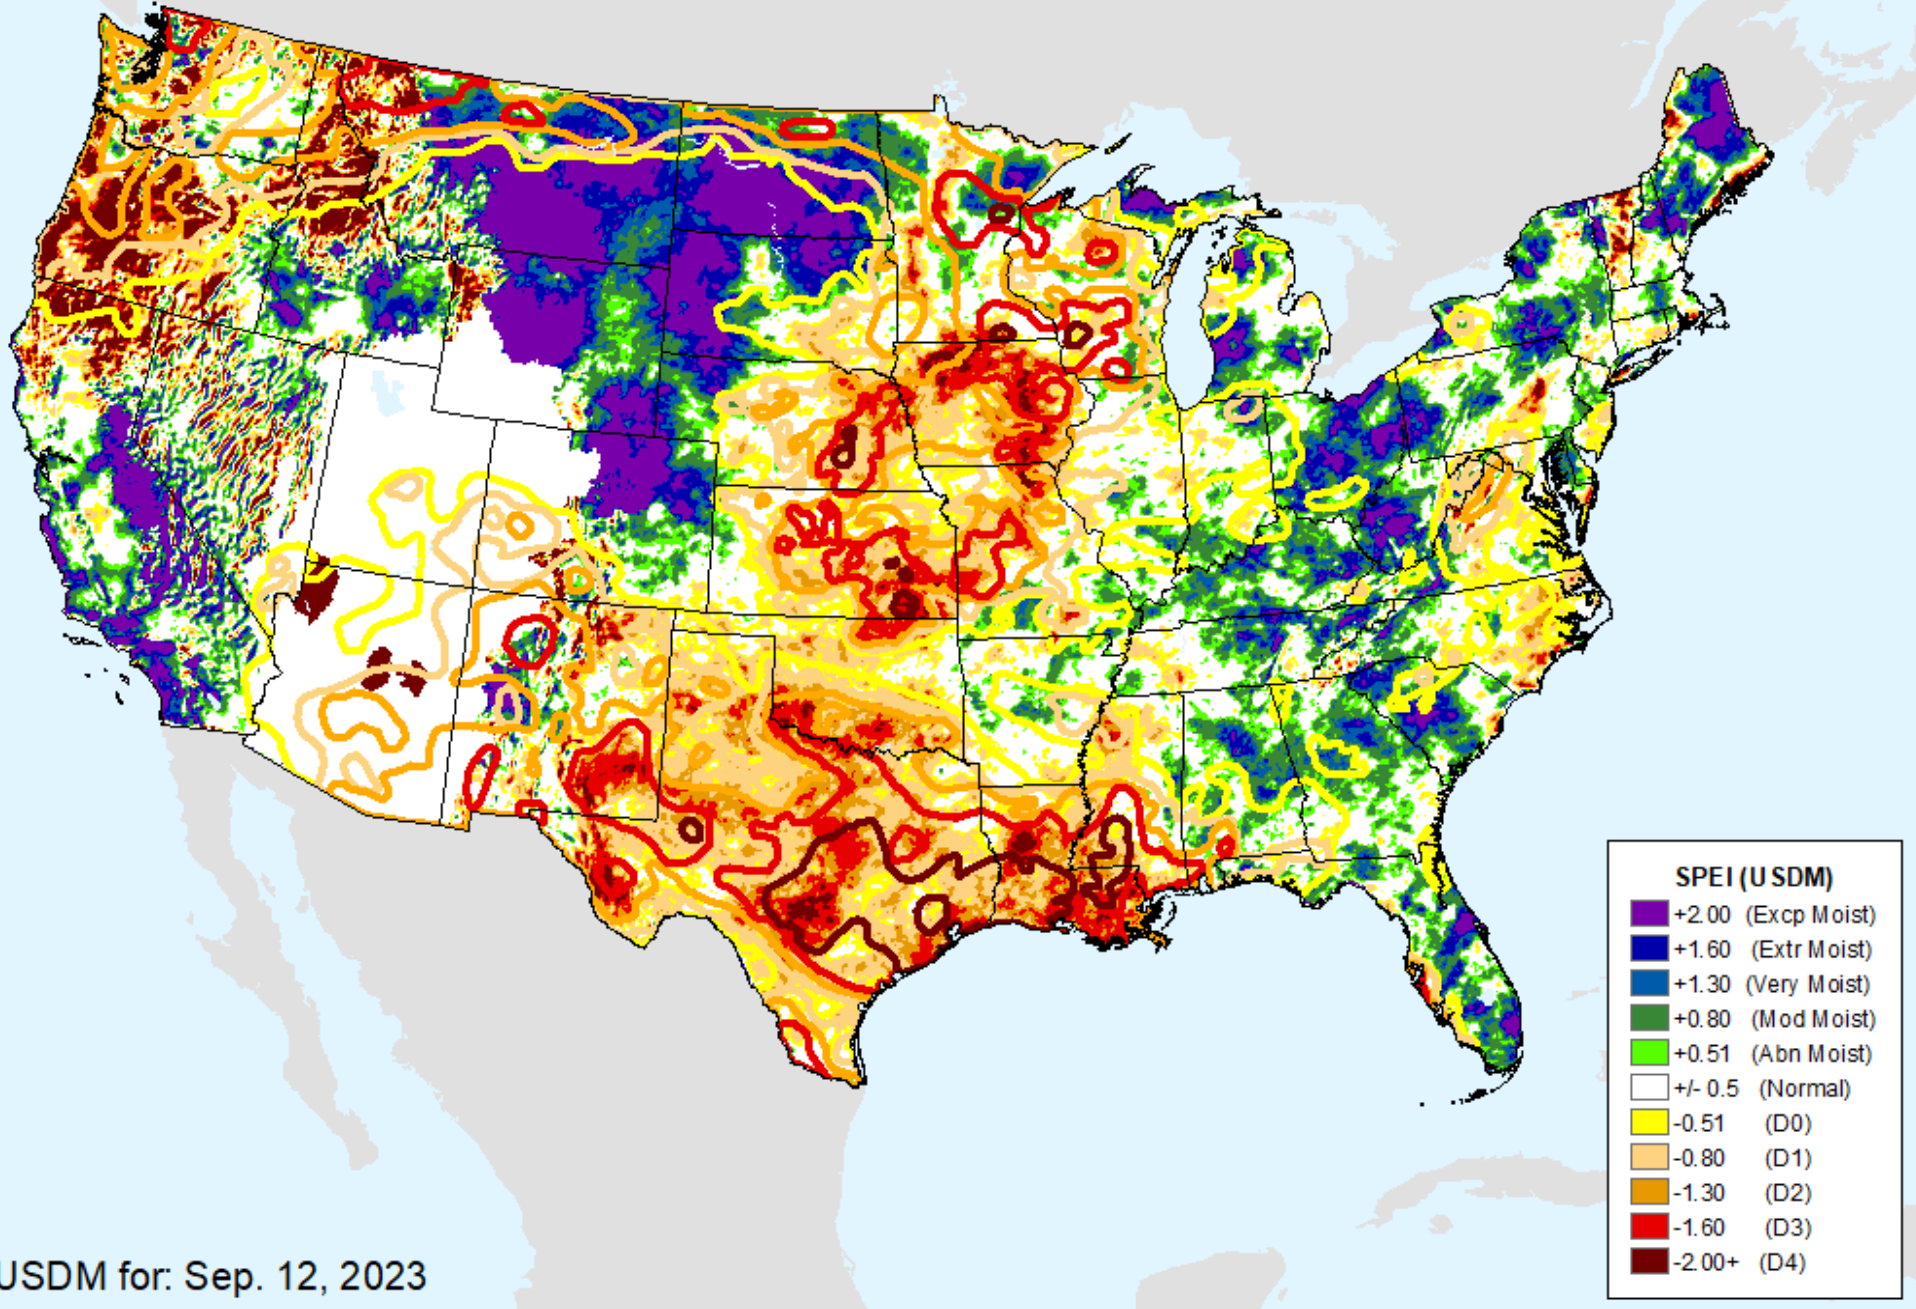 SPEI (USDM)
+2.00 (Excp Moist)
+1.60 (Extr Moist)
+1.30 (Very Moist)
+0.80 (Mod Moist)
+0.51 (Abn Moist)
+/- 0.5 (Normal)
-0.51 (D0)
-0.80 (D1)
-1.30 (D2)
-1.60 (D3)
-2.00+ (D4)
USDM for: Sep. 12, 2023